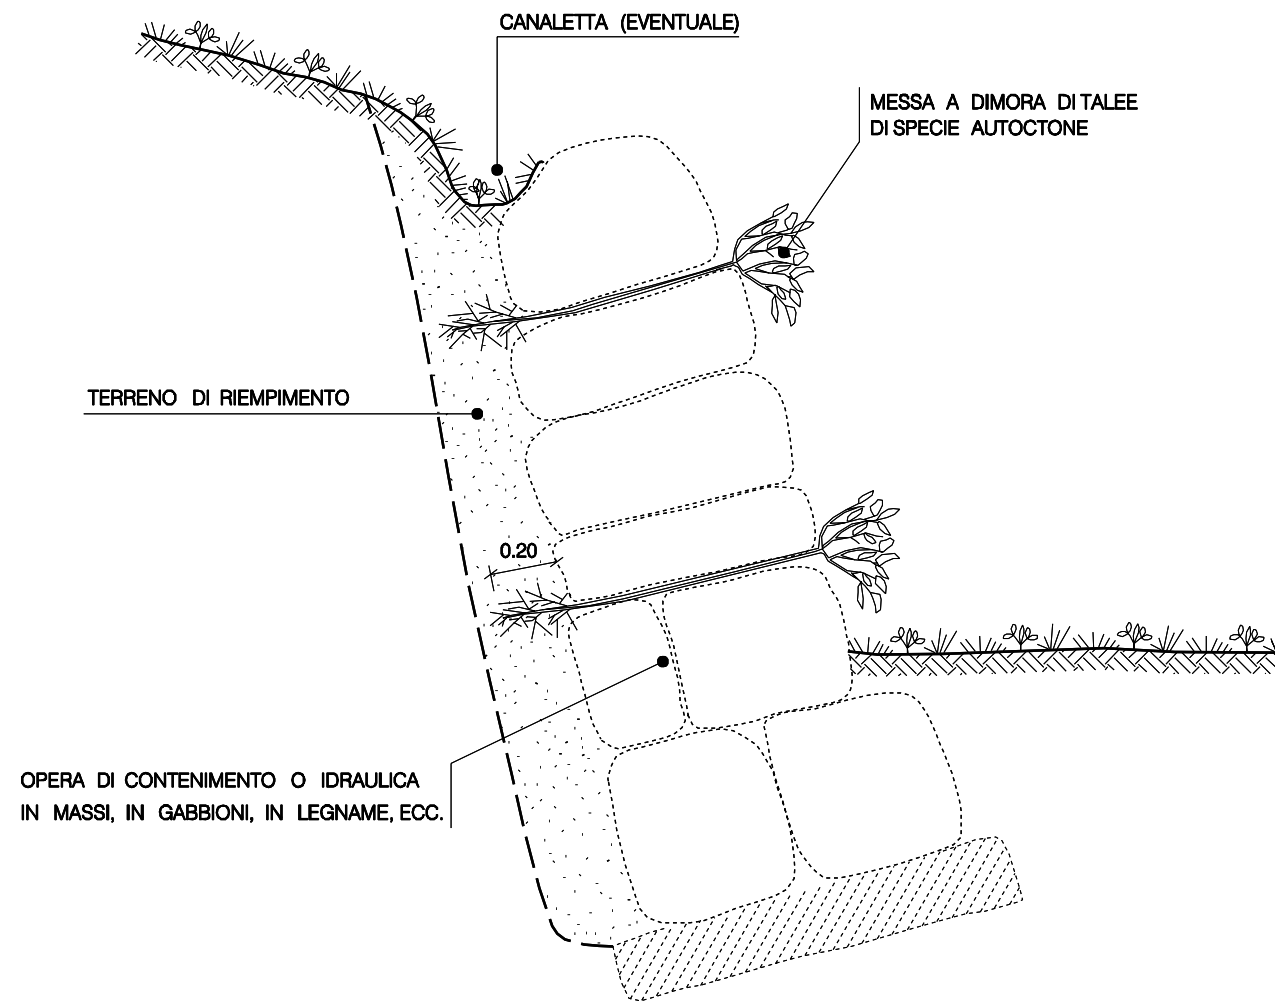 CANALETTA (EVENTUALE)
MESSA A DIMORA DI TALEE
DI SPECIE AUTOCTONE
TERRENO DI RIEMPIMENTO
0.20
OPERA DI CONTENIMENTO O IDRAULICA
IN MASSI, IN GABBIONI, IN LEGNAME, ECC.